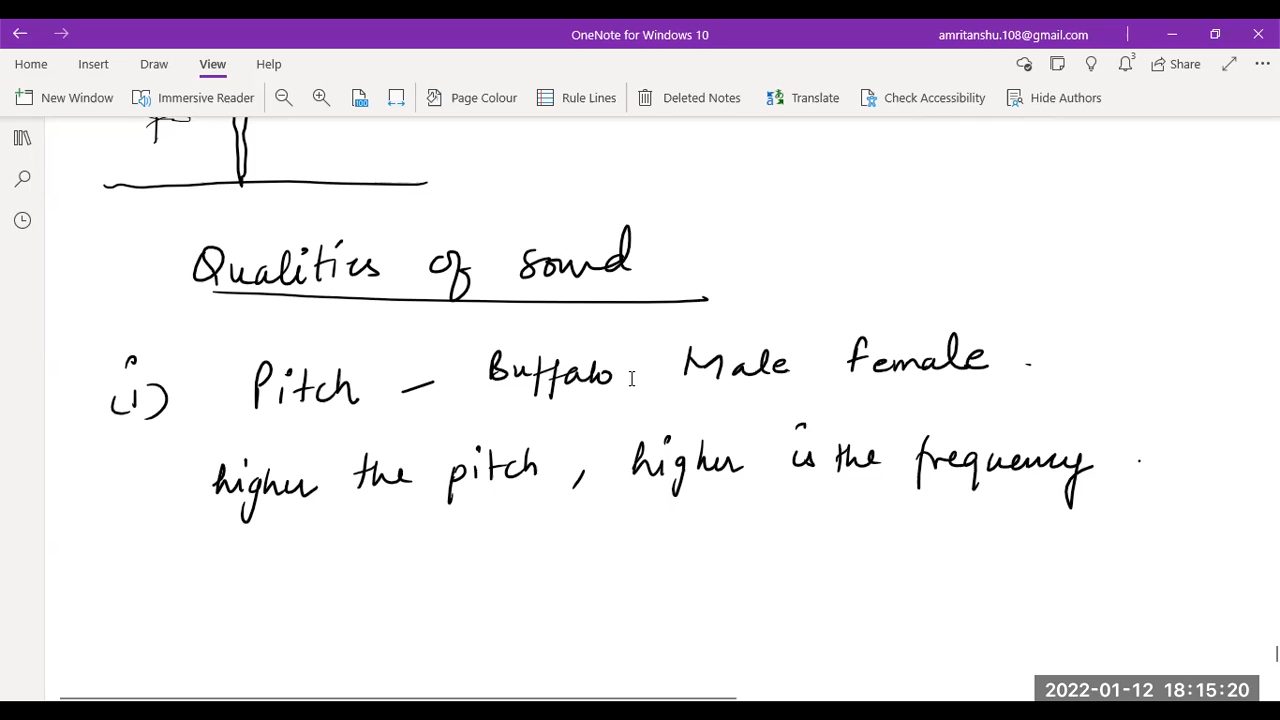 OneNote for Windows 10
amritanshu.108@gmail.com
Home Insert Draw View Help
3
Share
New Window Immersive Reader 100 Page Colour Rule Lines Deleted Notes Translate Check Accessibility Hide Authors
Qualities of sound
(i) Pitch – Buffalo Male female .
higher the pitch , higher is the frequency .
2022-01-12 18:15:20